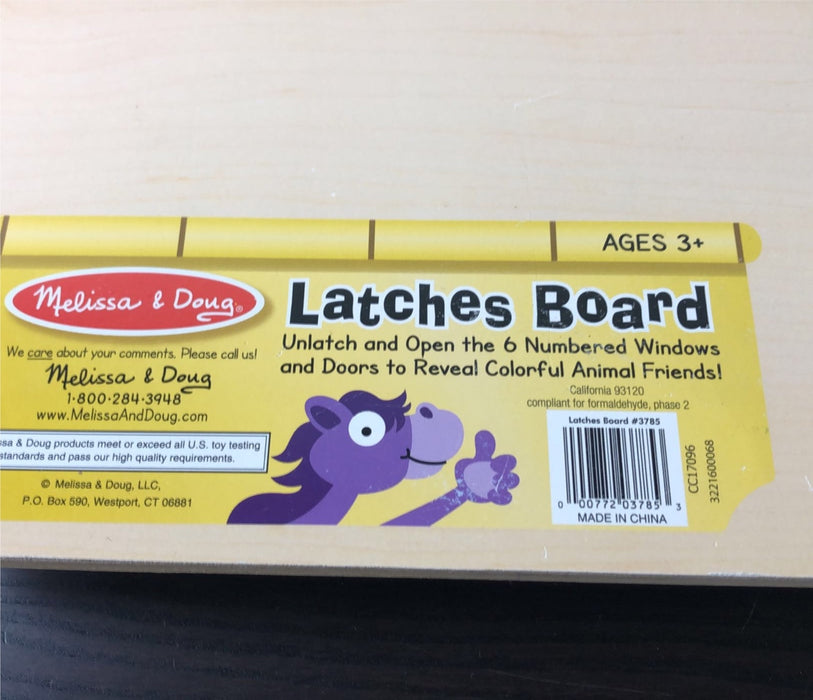 AGES 3+
Melissa & Doug®
We care about your comments. Please call us!
Melissa & Doug
1·800·284·3948
www.MelissaAndDoug.com
& Doug products meet or exceed all U.S. toy testing
standards and pass our high quality requirements.
© Melissa & Doug, LLC,
P.O. Box 590, Westport, CT 06881
Latches Board
Unlatch and Open the 6 Numbered Windows
and Doors to Reveal Colorful Animal Friends!
California 93120
compliant for formaldehyde, phase 2
Latches Board #3785
0 00772 03785 3
MADE IN CHINA
CC17096
3221600068